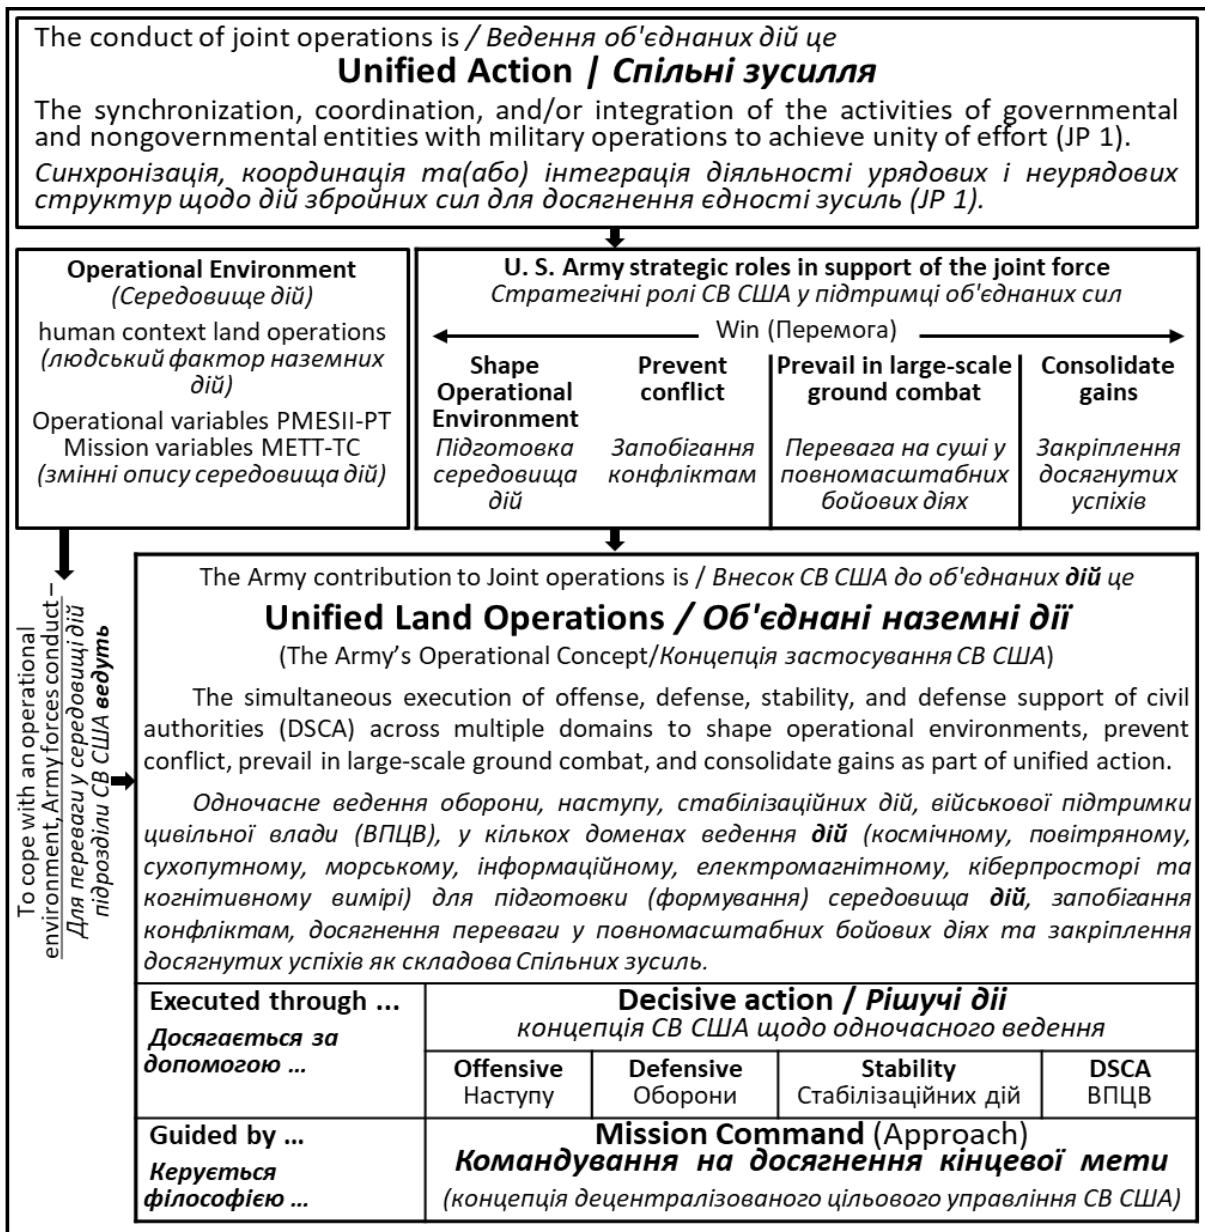 The conduct of joint operations is / Ведення об'єднаних дій це
Unified Action / Спільні зусилля
The synchronization, coordination, and/or integration of the activities of governmental
and nongovernmental entities with military operations to achieve unity of effort (JP 1).
Синхронізація, координація та(або) інтеграція діяльності урядових і неурядових
структур щодо дій збройних сил для досягнення єдності зусиль (JP 1).
Operational Environment
(Середовище дій)
human context land operations
(людський фактор наземних
дій)
Operational variables PMESII-PT
Mission variables METT-TC
(змінні опису середовища дій)
U. S. Army strategic roles in support of the joint force
Стратегічні ролі СВ США у підтримці об'єднаних сил
Win (Перемога)
Shape
Operational
Environment
Підготовка
середовища
дій
Prevent
conflict
Запобігання
конфліктам
Prevail in large-scale
ground combat
Перевага на суші у
повномасштабних
бойових діях
Consolidate
gains
Закріплення
досягнутих
успіхів
To cope with an operational
environment, Army forces conduct –
Для переваги у середовищі дій
підрозділи СВ США ведуть
The Army contribution to Joint operations is / Внесок СВ США до об'єднаних дій це
Unified Land Operations / Об'єднані наземні дії
(The Army’s Operational Concept/Концепція застосування СВ США)
The simultaneous execution of offense, defense, stability, and defense support of civil
authorities (DSCA) across multiple domains to shape operational environments, prevent
conflict, prevail in large-scale ground combat, and consolidate gains as part of unified action.
Одночасне ведення оборони, наступу, стабілізаційних дій, військової підтримки
цивільної влади (ВПЦВ), у кількох доменах ведення дій (космічному, повітряному,
сухопутному, морському, інформаційному, електромагнітному, кіберпросторі та
когнітивному вимірі) для підготовки (формування) середовища дій, запобігання
конфліктам, досягнення переваги у повномасштабних бойових діях та закріплення
досягнутих успіхів як складова Спільних зусиль.
Executed through ...
Досягається за
допомогою ...
Decisive action / Рішучі дії
концепція СВ США щодо одночасного ведення
Offensive
Наступу
Defensive
Оборони
Stability
Стабілізаційних дій
DSCA
ВПЦВ
Guided by ...
Керується
філософією ...
Mission Command (Approach)
Командування на досягнення кінцевої мети
(концепція децентралізованого цільового управління СВ США)